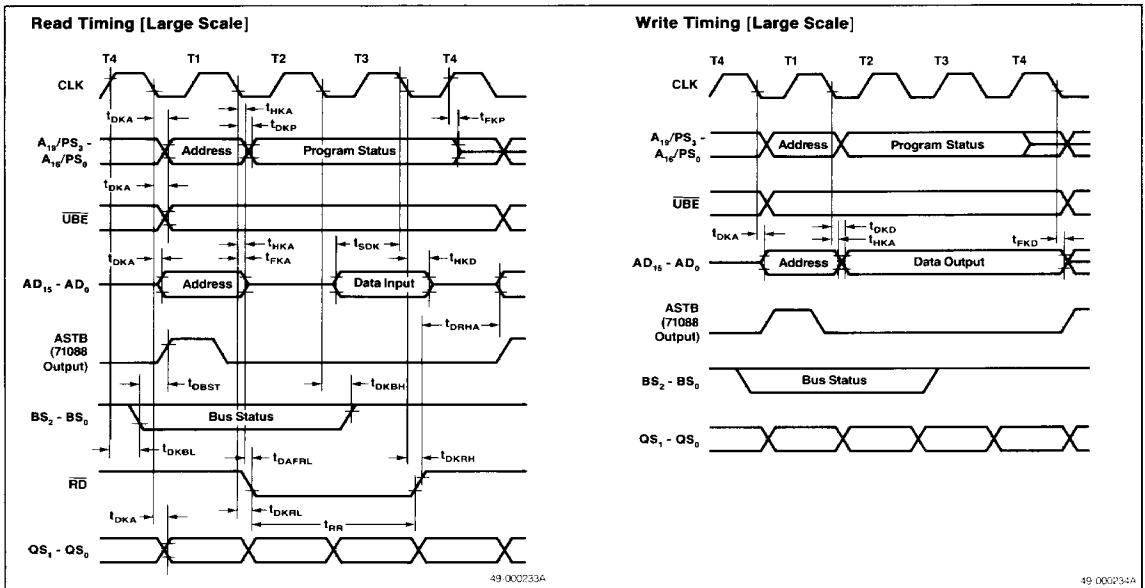 Read Timing [Large Scale]
T4 T1 T2 T3 T4
CLK
tHKA
tDKA
tDKP
tFKP
A19/PS3 -
A16/PS0
Address
Program Status
tDKA
UBE
tHKA
tSDK
tDKA
tFKA
tHKD
AD15 - AD0
Address
Data Input
tDRHA
ASTB
(71088
Output)
tDBST
tDKBH
BS2 - BS0
Bus Status
tDKBL
tDAFRL
tDKRH
RD
tDKRL
tDKA
tRR
QS1 - QS0
49-000233A
Write Timing [Large Scale]
T4 T1 T2 T3 T4
CLK
A19/PS3 -
A16/PS0
Address
Program Status
UBE
tDKD
tDKA
tHKA
tFKD
AD15 - AD0
Address
Data Output
ASTB
(71088
Output)
BS2 - BS0
Bus Status
QS1 - QS0
49-000234A